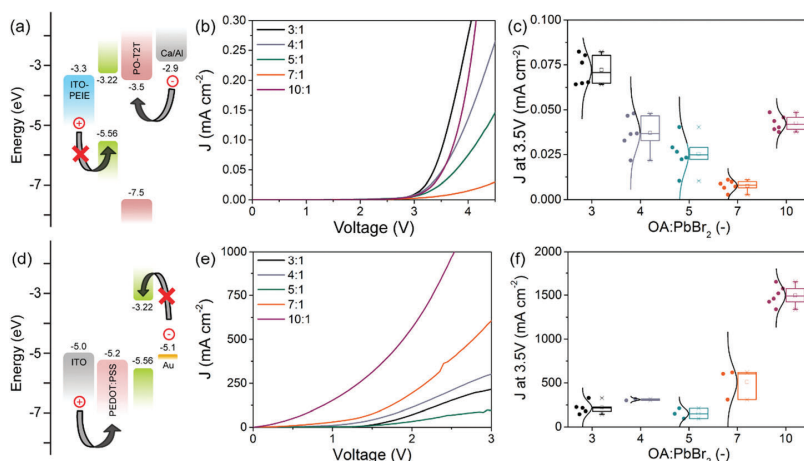 (a)
Energy (eV)
-3
-5
-7
-3.3
ITO-
PEIE
+
-3.22
-5.56
PO-T2T
-3.5
-7.5
Ca/Al
-2.9
-
(b)
J (mA cm-2)
0.30
0.25
0.20
0.15
0.10
0.05
0.00
3:1
4:1
5:1
7:1
10:1
0 1 2 3 4
Voltage (V)
(c)
J at 3.5V (mA cm-2)
0.100
0.075
0.050
0.025
0.000
3 4 5 7 10
OA:PbBr2 (-)
(d)
Energy (eV)
-3
-5
-7
-5.0
ITO
+
-5.2
PEDOT:PSS
-3.22
-5.56
-
-5.1
Au
(e)
J (mA cm-2)
1000
750
500
250
0
3:1
4:1
5:1
7:1
10:1
0 1 2 3
Voltage (V)
(f)
J at 3.5V (mA cm-2)
2000
1500
1000
500
0
3 4 5 7 10
OA:PbBr2 (-)